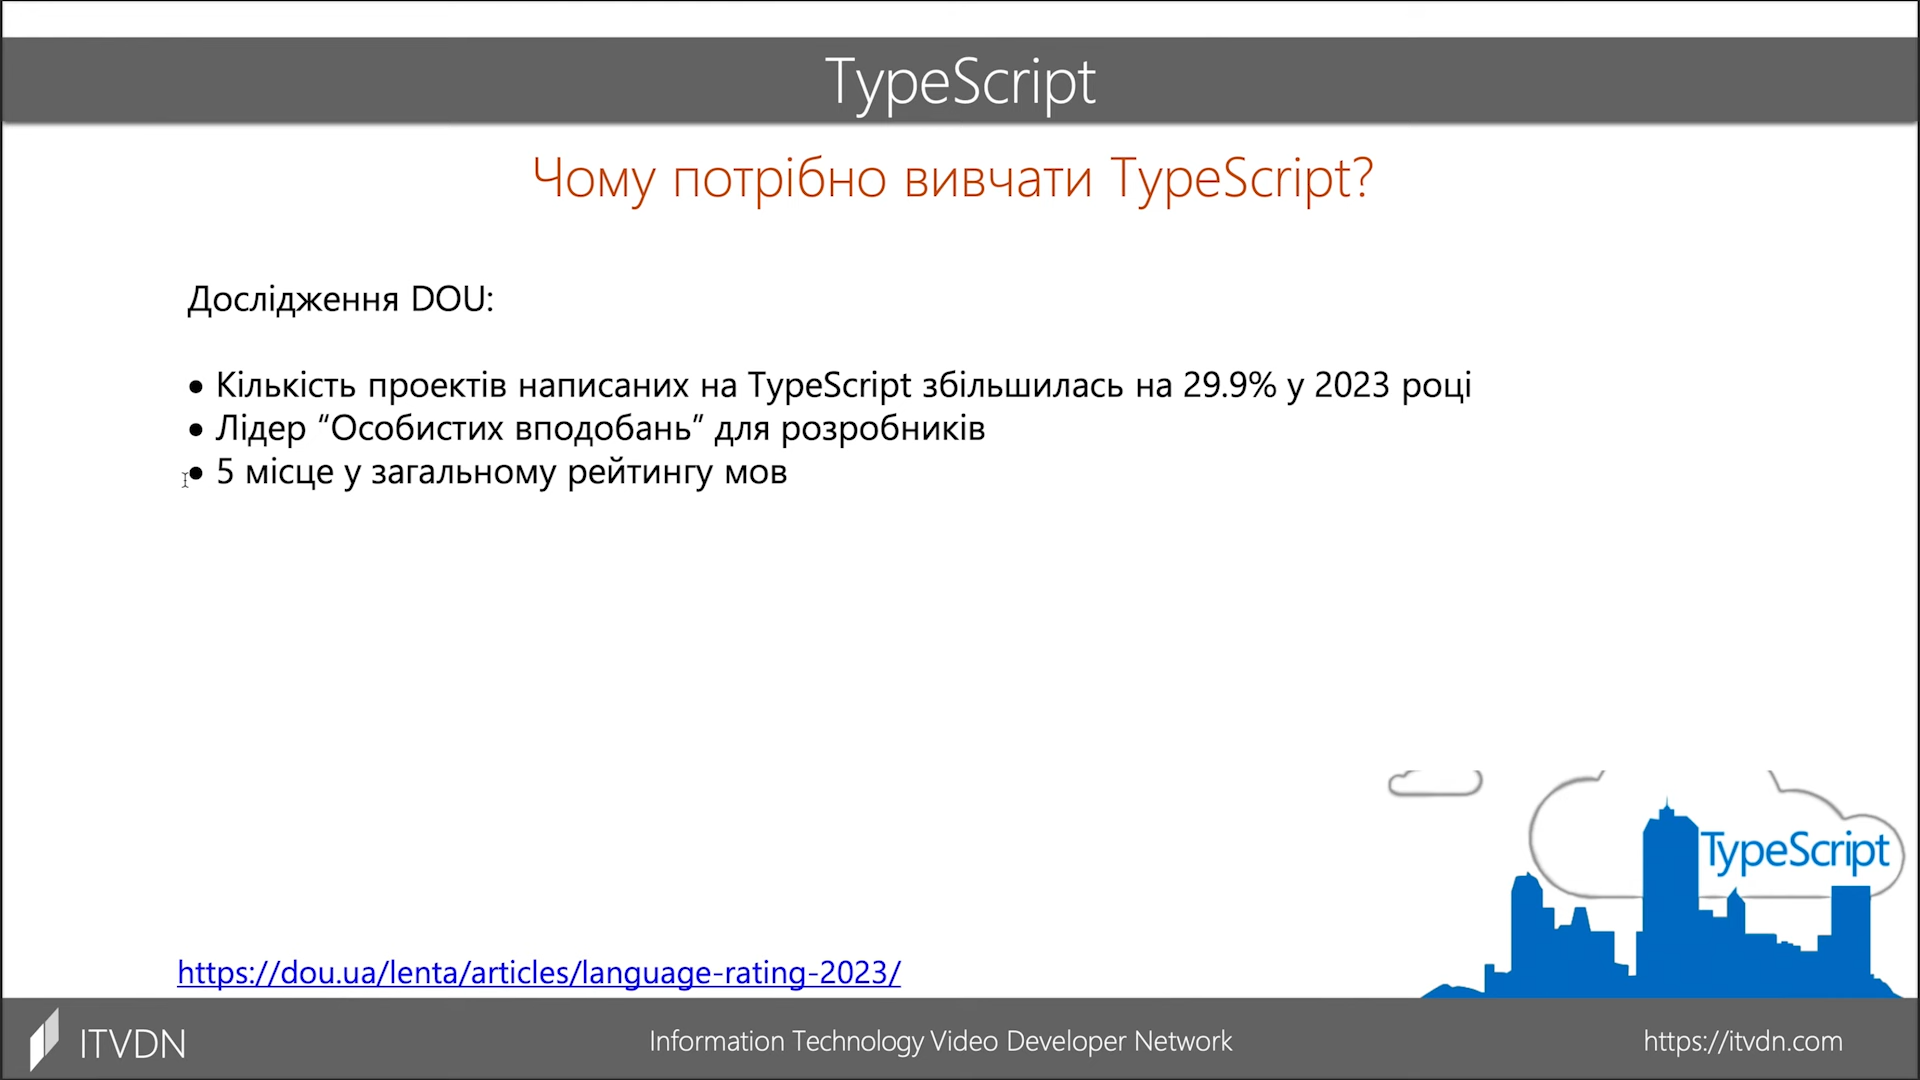 TypeScript
Чому потрібно вивчати TypeScript?
Дослідження DOU:
• Кількість проектів написаних на TypeScript збільшилась на 29.9% у 2023 році
• Лідер “Особистих вподобань” для розробників
• 5 місце у загальному рейтингу мов
TypeScript
https://dou.ua/lenta/articles/language-rating-2023/
ITVDN
Information Technology Video Developer Network
https://itvdn.com